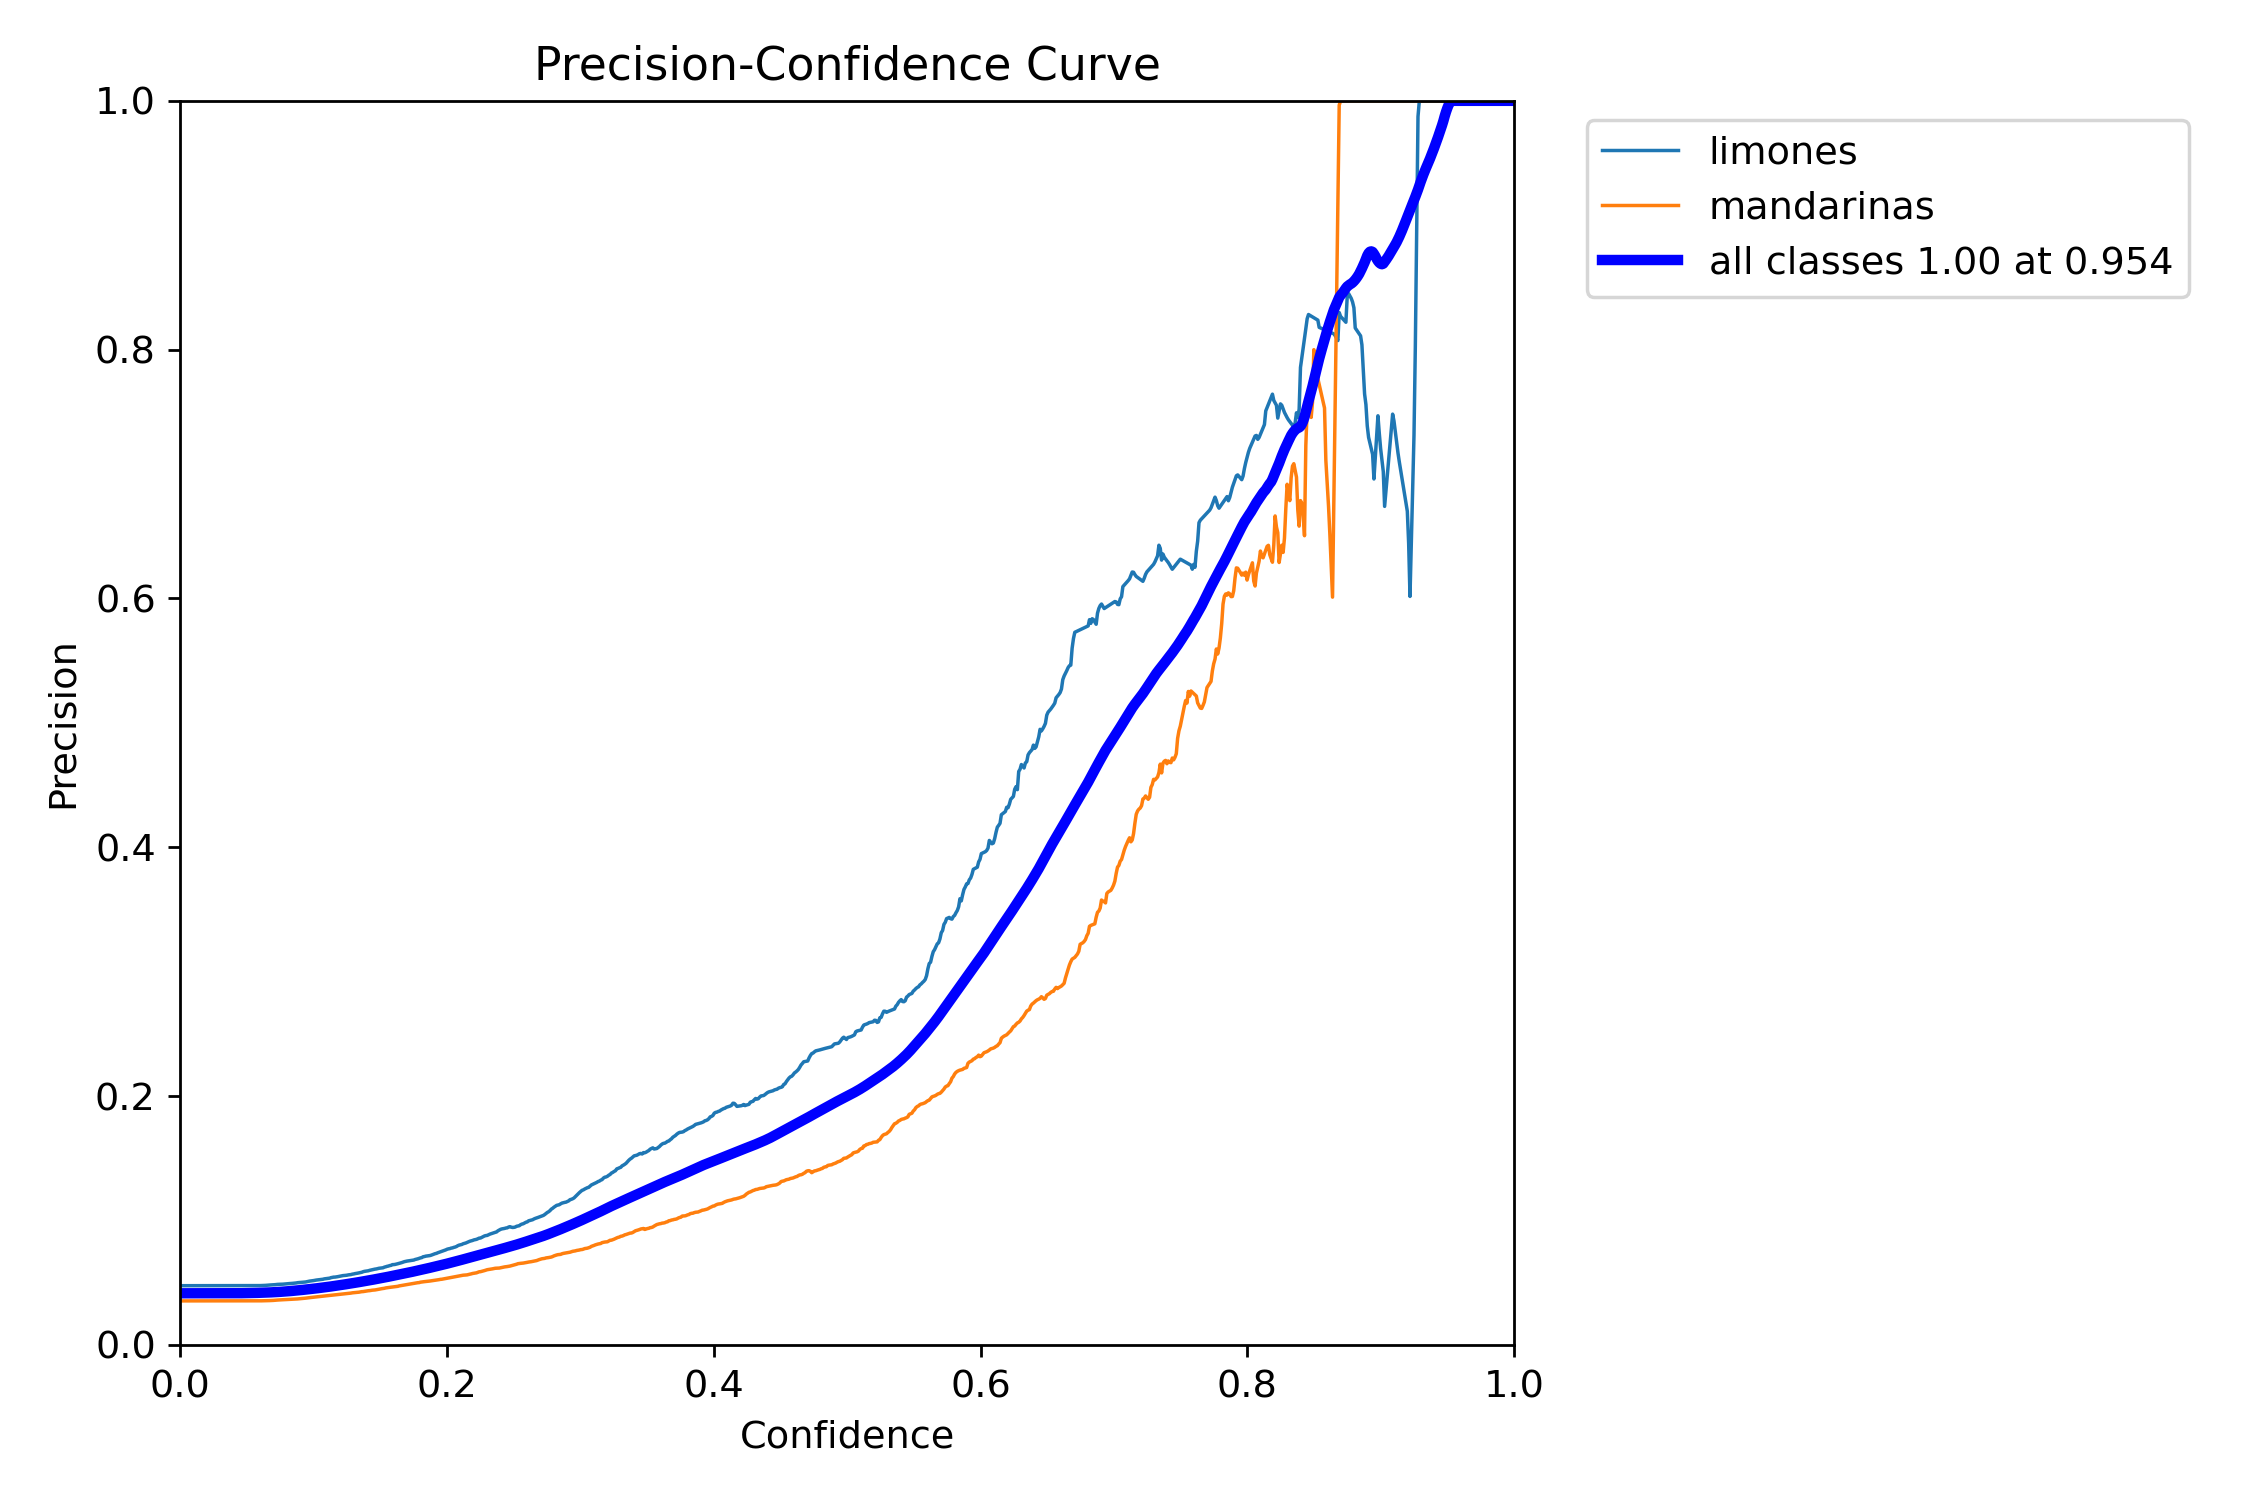 Precision-Confidence Curve
1.0
0.8
0.6
0.4
0.2
0.0
Precision
0.0 0.2 0.4 0.6 0.8 1.0
Confidence
limones
mandarinas
all classes 1.00 at 0.954